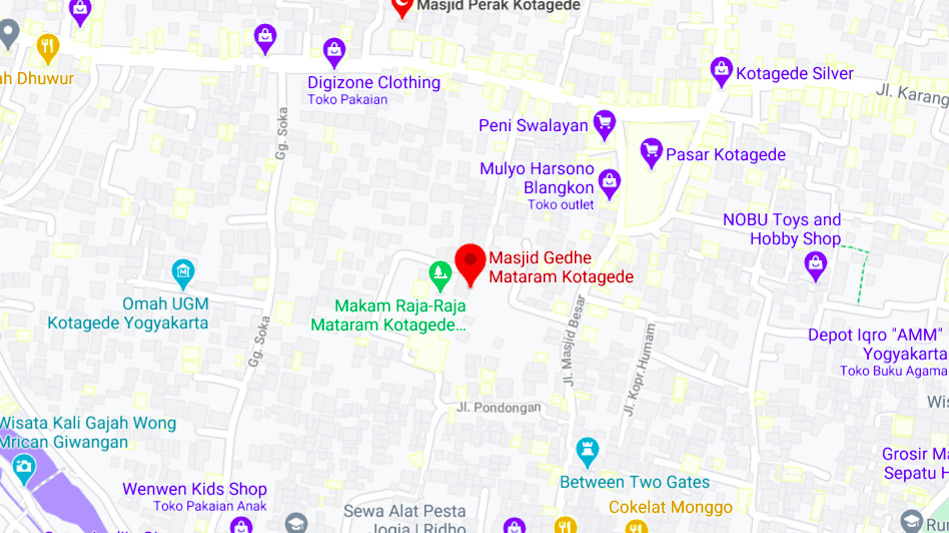 Masjid Perak Kotagede
ah Dhuwur
Digizone Clothing
Toko Pakaian
Kotagede Silver
Jl. Karang
Gg. Soka
Peni Swalayan
Pasar Kotagede
Mulyo Harsono
Blangkon
Toko outlet
NOBU Toys and
Hobby Shop
Masjid Gedhe
Mataram Kotagede
Makam Raja-Raja
Mataram Kotagede...
Omah UGM
Kotagede Yogyakarta
Gg. Soka
Jl. Masjid Besar
Jl. Kopr.Humam
Depot Iqro "AMM"
Yogyakarta
Toko Buku Agama
Jl. Pondongan
Wis
Wisata Kali Gajah Wong
Mrican Giwangan
Between Two Gates
Grosir Ma
Sepatu H
Wenwen Kids Shop
Toko Pakaian Anak
Sewa Alat Pesta
Jogja | Ridho
Cokelat Monggo
Rum